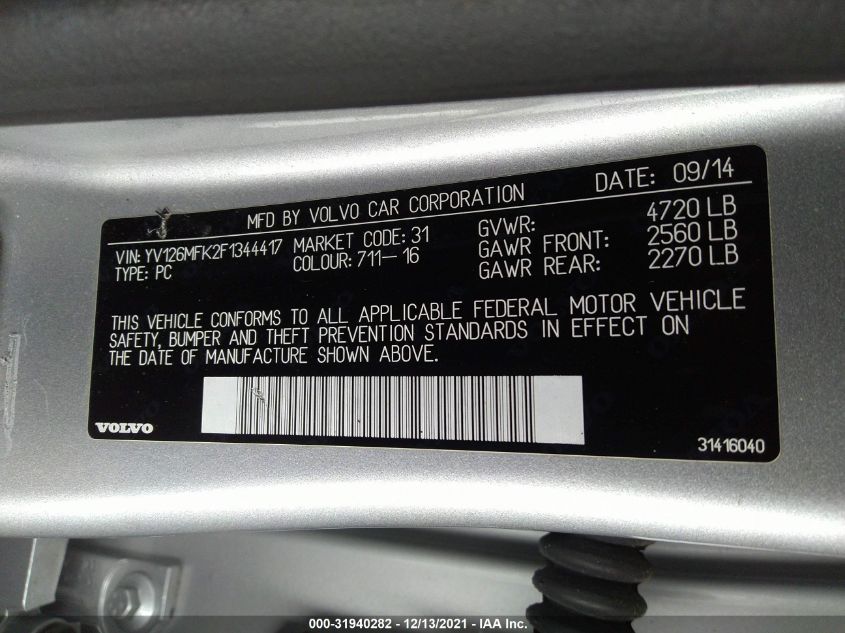 MFD BY VOLVO CAR CORPORATION DATE: 09/14
VIN: YV126MFK2F1344417 MARKET CODE: 31 GVWR: 4720 LB
TYPE: PC COLOUR: 711-16 GAWR FRONT: 2560 LB
GAWR REAR: 2270 LB
THIS VEHICLE CONFORMS TO ALL APPLICABLE FEDERAL MOTOR VEHICLE
SAFETY, BUMPER AND THEFT PREVENTION STANDARDS IN EFFECT ON
THE DATE OF MANUFACTURE SHOWN ABOVE.
VOLVO 31416040
000-31940282 - 12/13/2021 - IAA Inc.